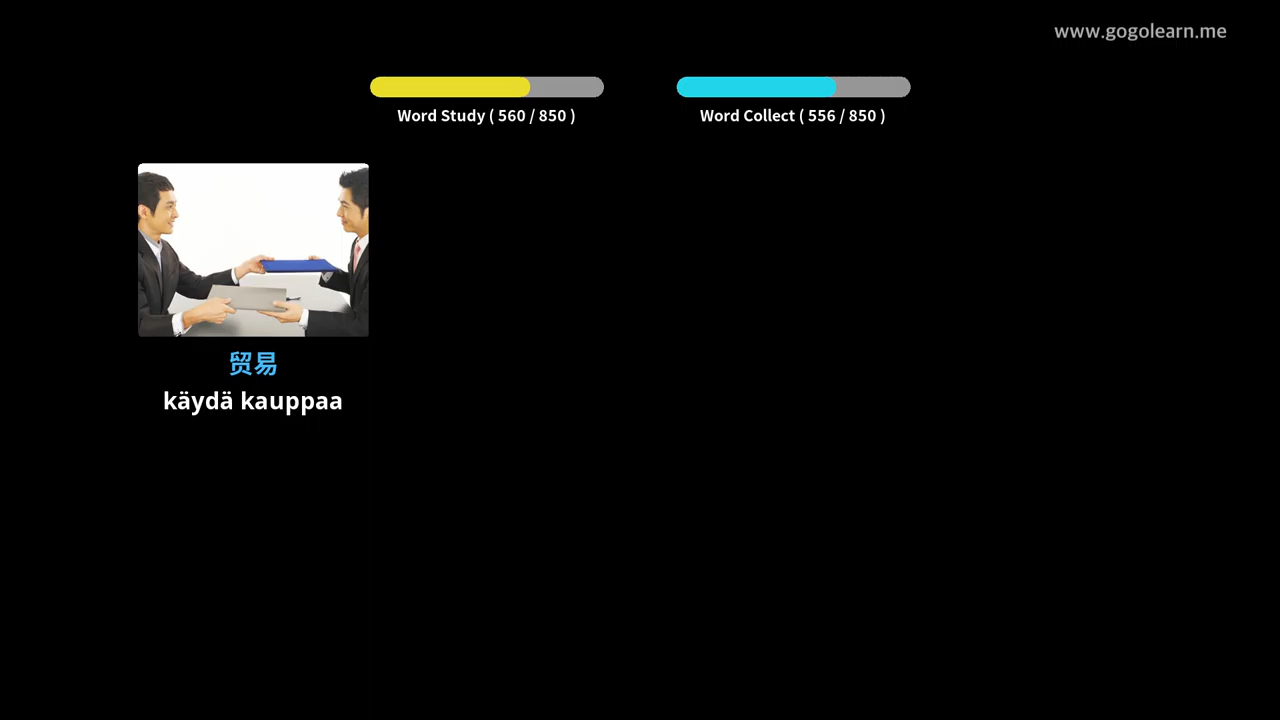 www.gogolearn.me
Word Study ( 560 / 850 )
Word Collect ( 556 / 850 )
贸易
käydä kauppaa